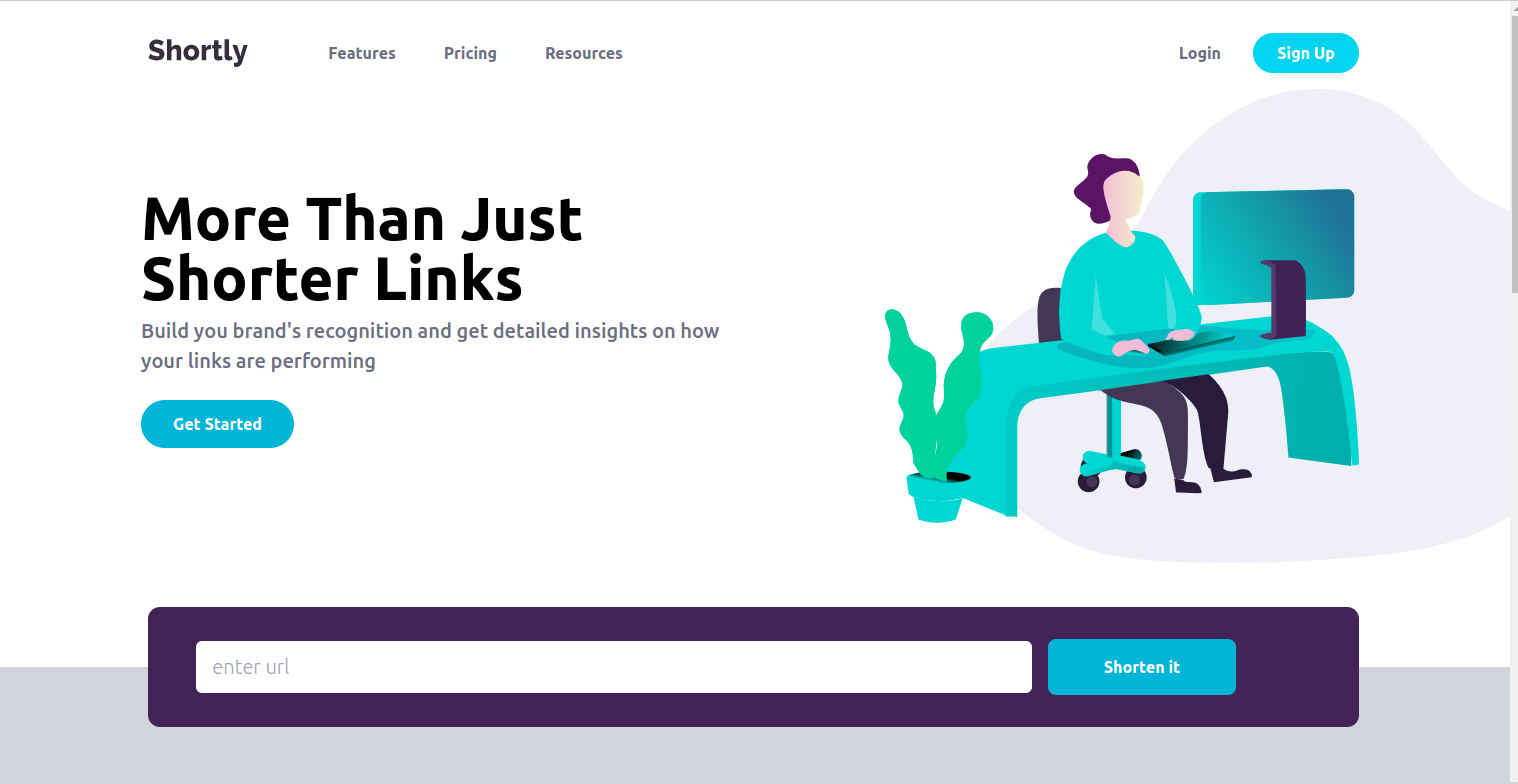 Shortly
Features
Pricing
Resources
Login
Sign Up
More Than Just
Shorter Links
Build you brand's recognition and get detailed insights on how
your links are performing
Get Started
enter url
Shorten it